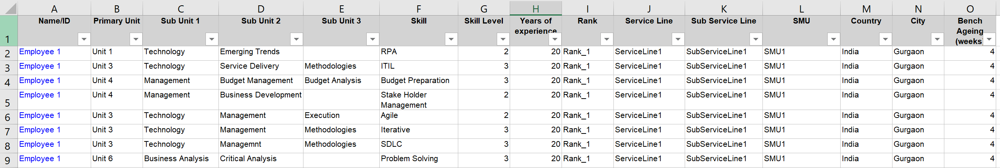 A B C D E F G H I J K L M N O
1 Name/ID Primary Unit Sub Unit 1 Sub Unit 2 Sub Unit 3 Skill Skill Level Years of experience Rank Service Line Sub Service Line SMU Country City Bench Ageing (weeks)
2 Employee 1 Unit 1 Technology Emerging Trends RPA 2 20 Rank_1 ServiceLine1 SubServiceLine1 SMU1 India Gurgaon 4
3 Employee 1 Unit 3 Technology Service Delivery Methodologies ITIL 3 20 Rank_1 ServiceLine1 SubServiceLine1 SMU1 India Gurgaon 4
4 Employee 1 Unit 4 Management Budget Management Budget Analysis Budget Preparation 3 20 Rank_1 ServiceLine1 SubServiceLine1 SMU1 India Gurgaon 4
5 Employee 1 Unit 4 Management Business Development Stake Holder Management 2 20 Rank_1 ServiceLine1 SubServiceLine1 SMU1 India Gurgaon 4
6 Employee 1 Unit 3 Technology Management Execution Agile 2 20 Rank_1 ServiceLine1 SubServiceLine1 SMU1 India Gurgaon 4
7 Employee 1 Unit 3 Technology Management Methodologies Iterative 3 20 Rank_1 ServiceLine1 SubServiceLine1 SMU1 India Gurgaon 4
8 Employee 1 Unit 3 Technology Managemnt Methodologies SDLC 3 20 Rank_1 ServiceLine1 SubServiceLine1 SMU1 India Gurgaon 4
9 Employee 1 Unit 6 Business Analysis Critical Analysis Problem Solving 3 20 Rank_1 ServiceLine1 SubServiceLine1 SMU1 India Gurgaon 4